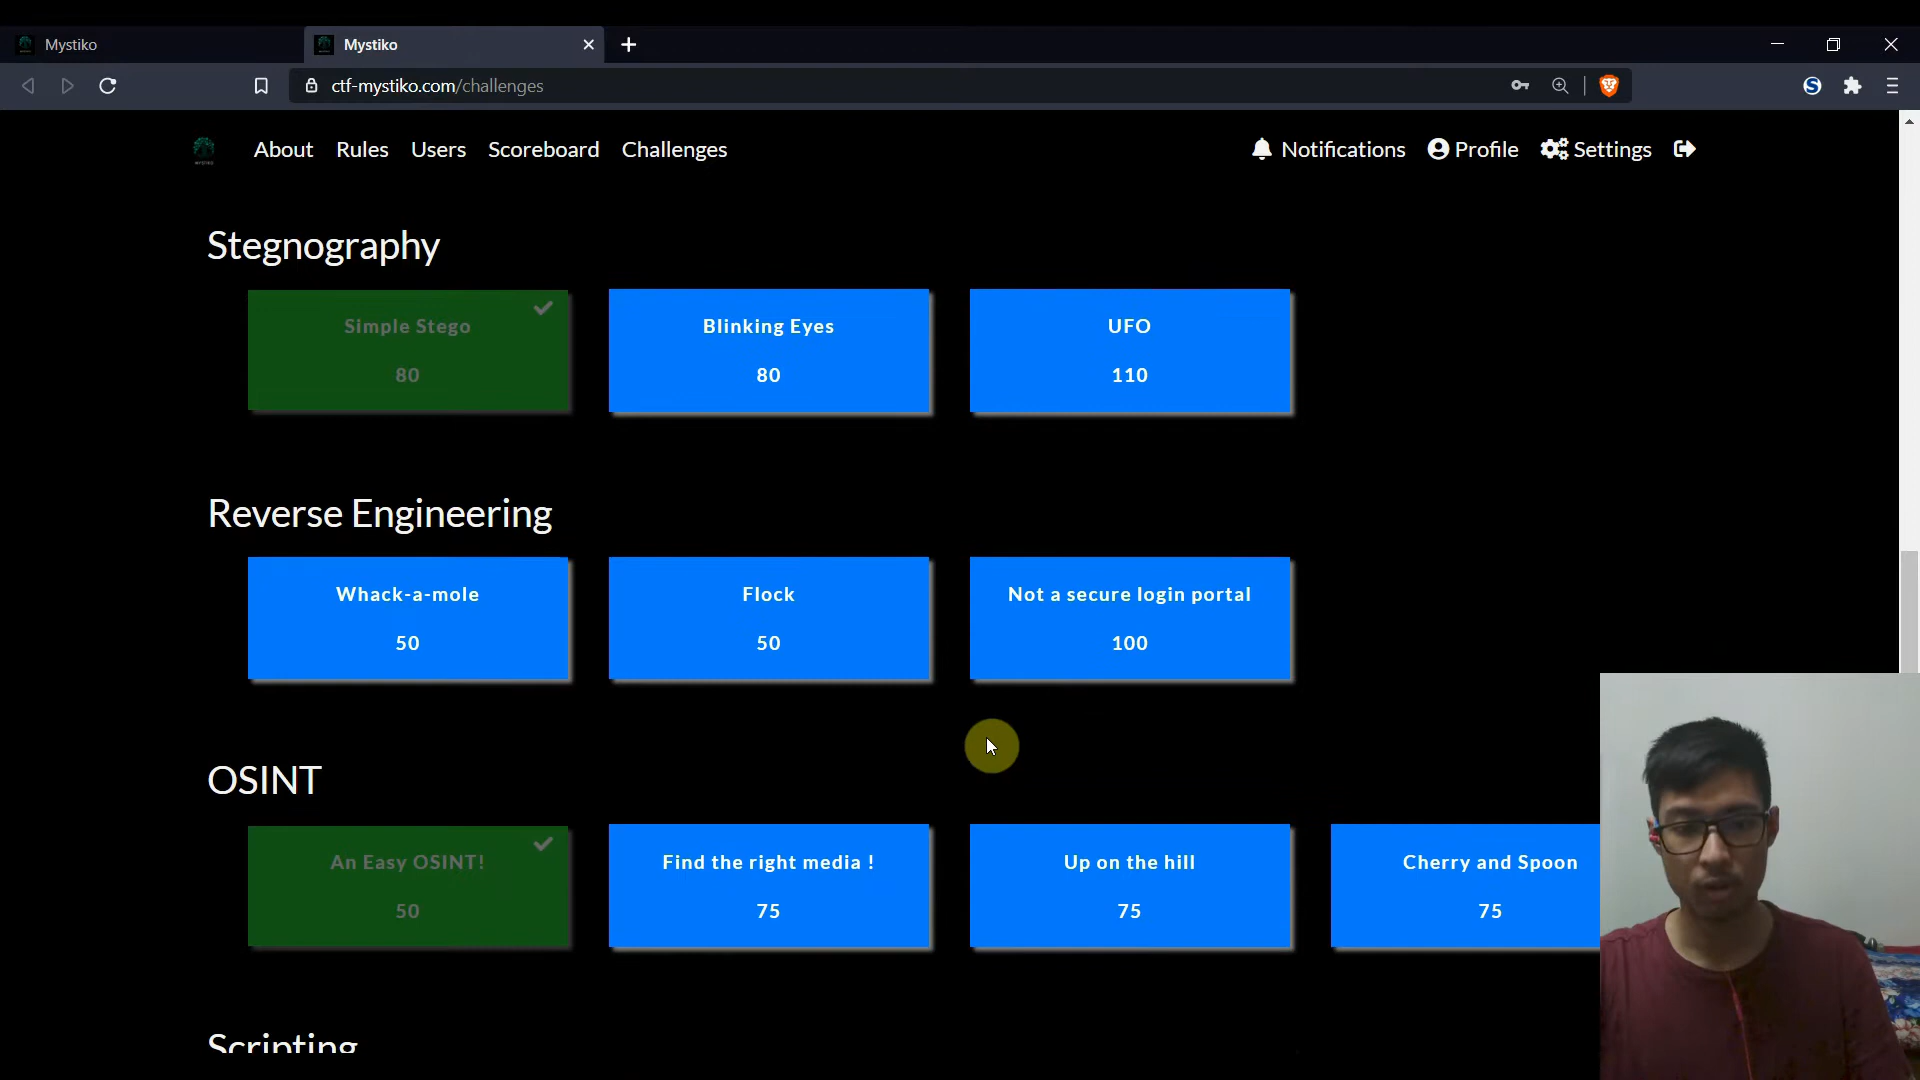 Mystiko
Mystiko
ctf-mystiko.com/challenges
About Rules Users Scoreboard Challenges Notifications Profile Settings
Stegnography
Simple Stego
80
Blinking Eyes
80
UFO
110
Reverse Engineering
Whack-a-mole
50
Flock
50
Not a secure login portal
100
OSINT
An Easy OSINT!
50
Find the right media !
75
Up on the hill
75
Cherry and Spoon
75
Scripting